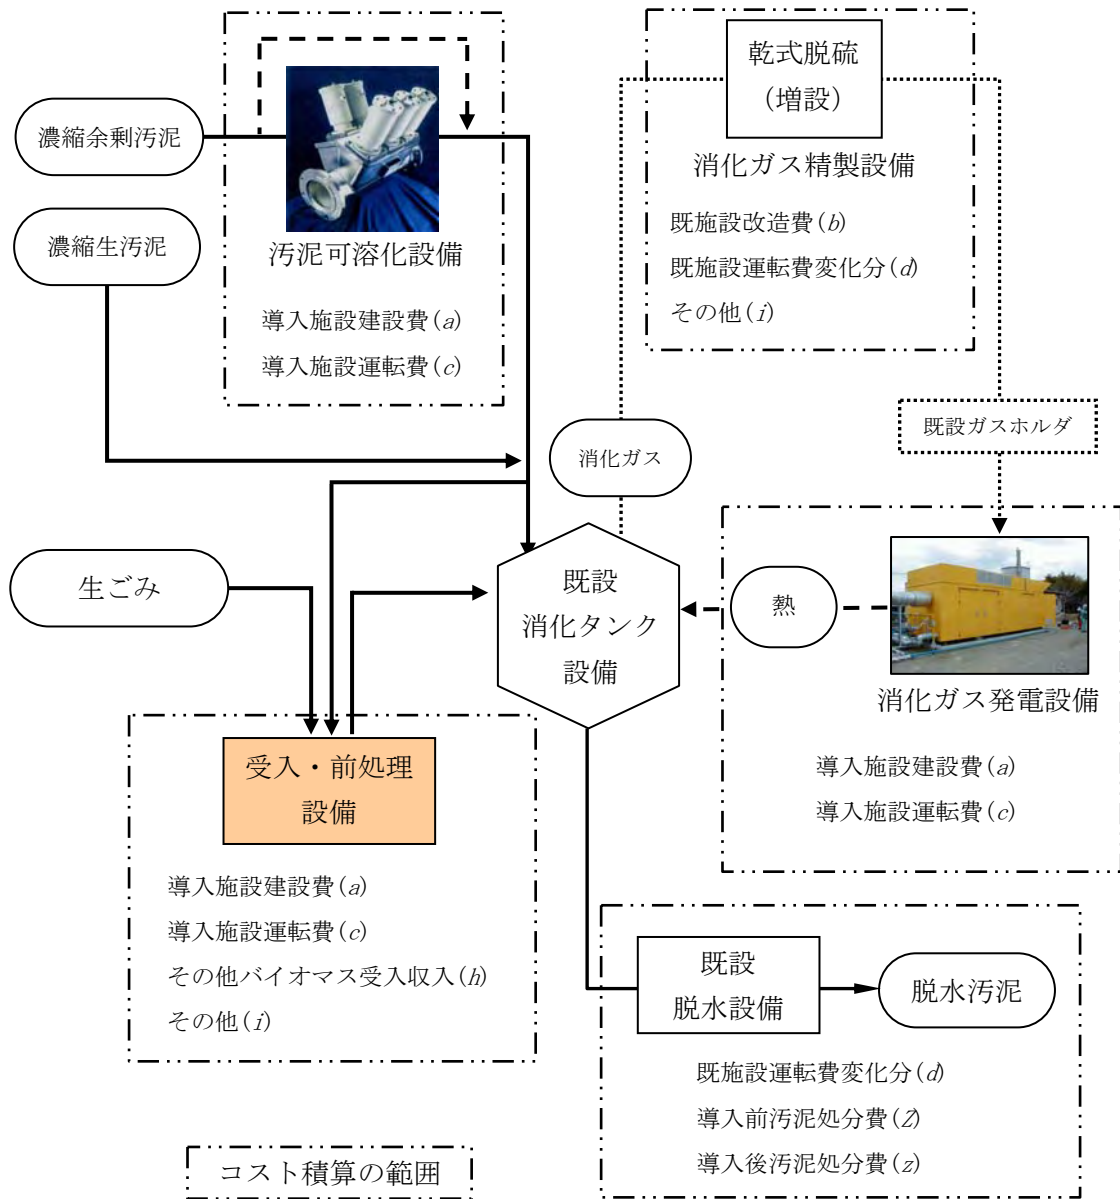 濃縮余剰汚泥
濃縮生汚泥
汚泥可溶化設備
導入施設建設費(a)
導入施設運転費(c)
乾式脱硫
(増設)
消化ガス精製設備
既施設改造費(b)
既施設運転費変化分(d)
その他(i)
消化ガス
既設ガスホルダ
生ごみ
既設
消化タンク
設備
熱
消化ガス発電設備
導入施設建設費(a)
導入施設運転費(c)
受入・前処理
設備
導入施設建設費(a)
導入施設運転費(c)
その他バイオマス受入収入(h)
その他(i)
既設
脱水設備
脱水汚泥
既施設運転費変化分(d)
導入前汚泥処分費(Z)
導入後汚泥処分費(z)
コスト積算の範囲